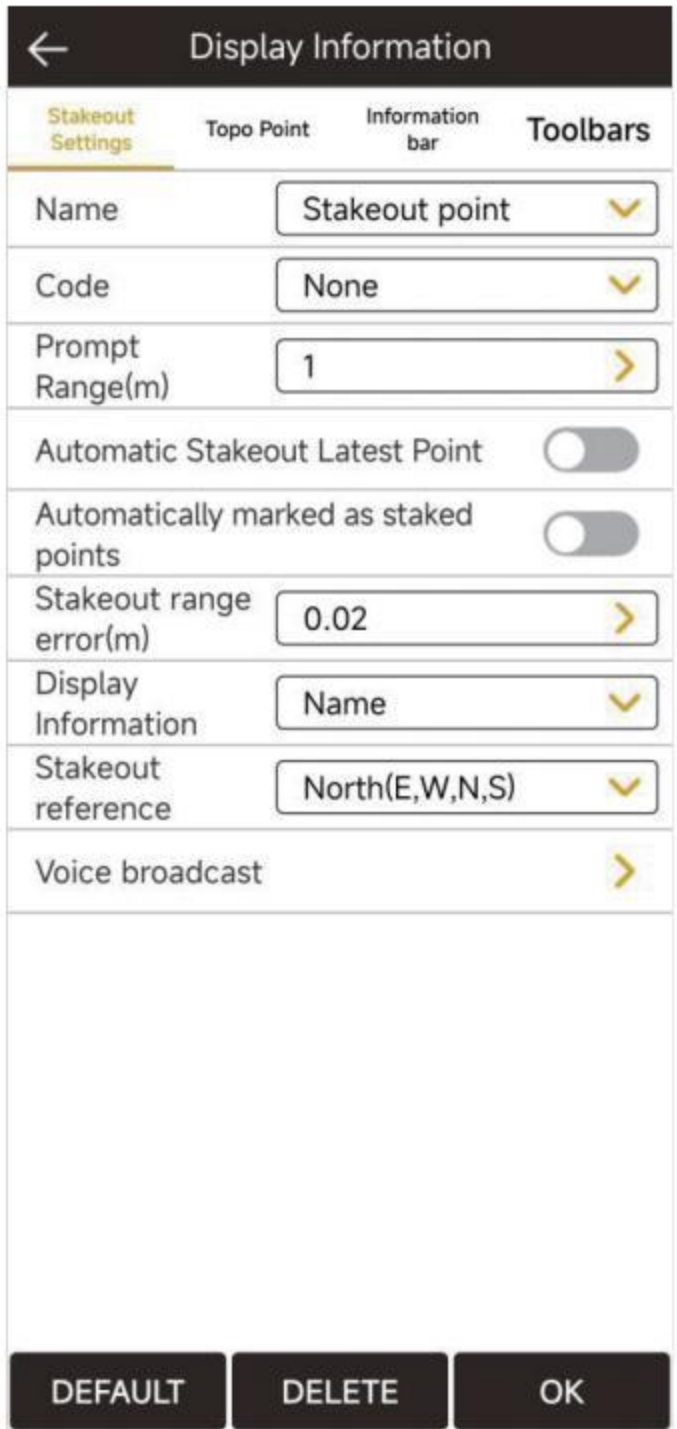 Display Information
Stakeout
Settings
Topo Point
Information
bar
Toolbars
Name
Stakeout point
Code
None
Prompt
Range(m)
1
Automatic Stakeout Latest Point
Automatically marked as staked
points
Stakeout range
error(m)
0.02
Display
Information
Name
Stakeout
reference
North(E,W,N,S)
Voice broadcast
DEFAULT
DELETE
OK